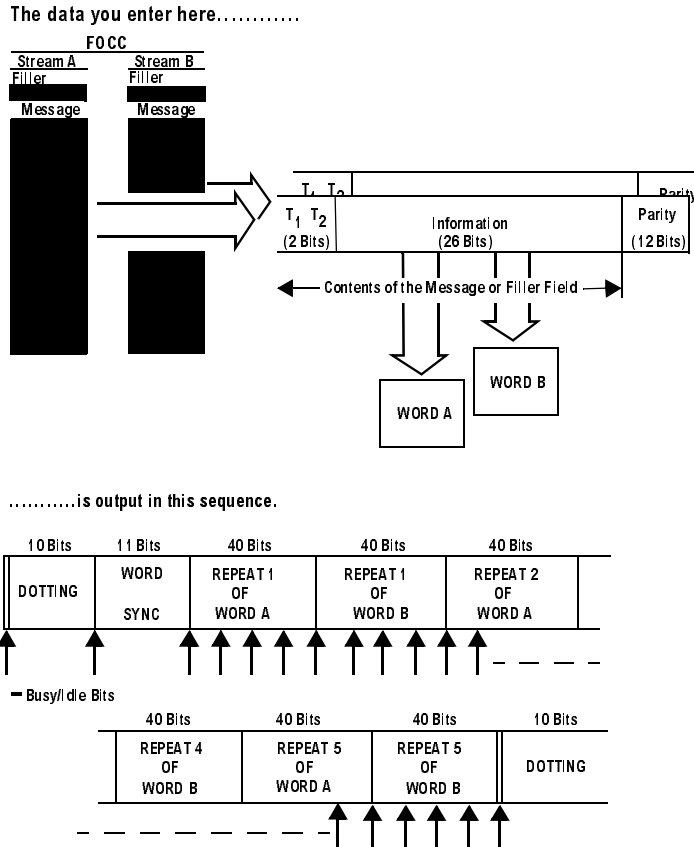 The data you enter here............
FOCC
Stream A Stream B
Filler Filler
Message Message
T1 T2 Parity
T1 T2 Information Parity
(2 Bits) (26 Bits) (12 Bits)
Contents of the Message or Filler Field
WORD A
WORD B
...........is output in this sequence.
10 Bits 11 Bits 40 Bits 40 Bits 40 Bits
DOTTING
WORD
SYNC
REPEAT 1
OF
WORD A
REPEAT 1
OF
WORD B
REPEAT 2
OF
WORD A
Busy/Idle Bits
40 Bits 40 Bits 40 Bits 10 Bits
REPEAT 4
OF
WORD B
REPEAT 5
OF
WORD A
REPEAT 5
OF
WORD B
DOTTING